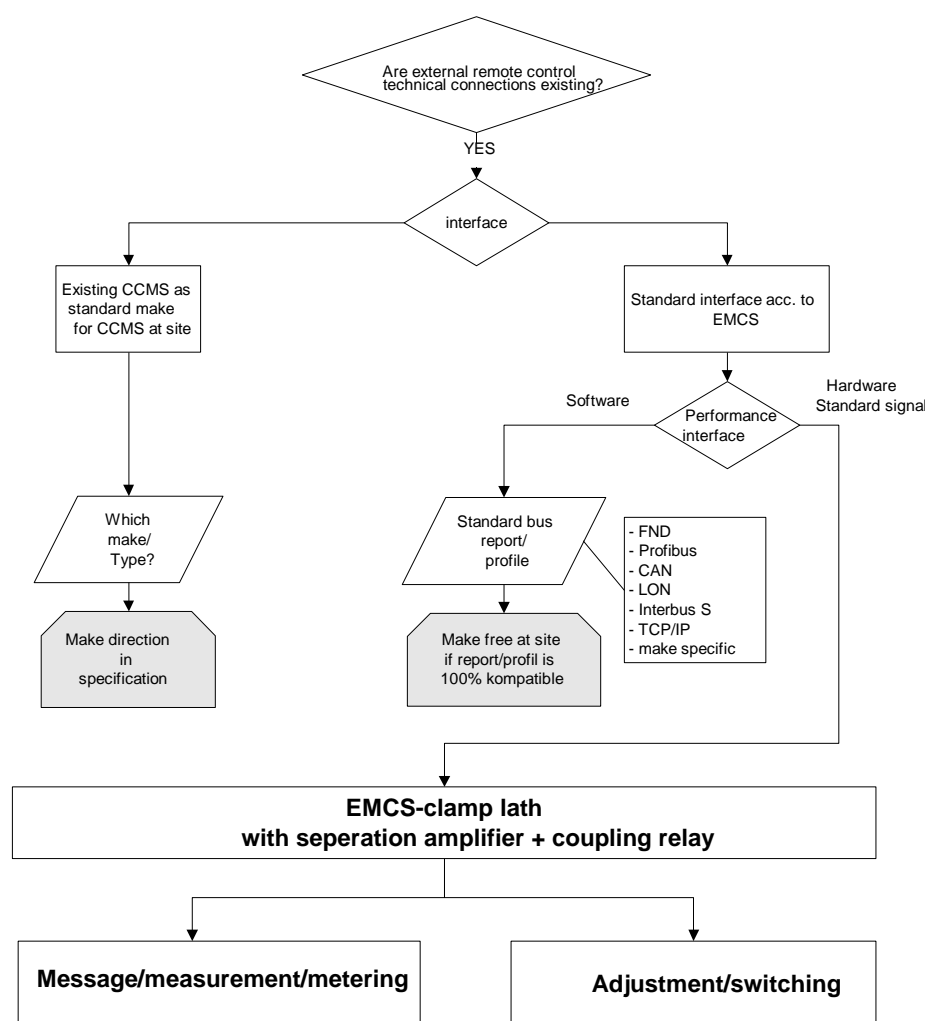 Are external remote control
technical connections existing?
YES
interface
Existing CCMS as
standard make
for CCMS at site
Standard interface acc. to
EMCS
Software
Hardware
Standard signal
Performance
interface
Which
make/
Type?
Standard bus
report/
profile
- FND
- Profibus
- CAN
- LON
- Interbus S
- TCP/IP
- make specific
Make direction
in
specification
Make free at site
if report/profil is
100% kompatible
EMCS-clamp lath
with seperation amplifier + coupling relay
Message/measurement/metering
Adjustment/switching